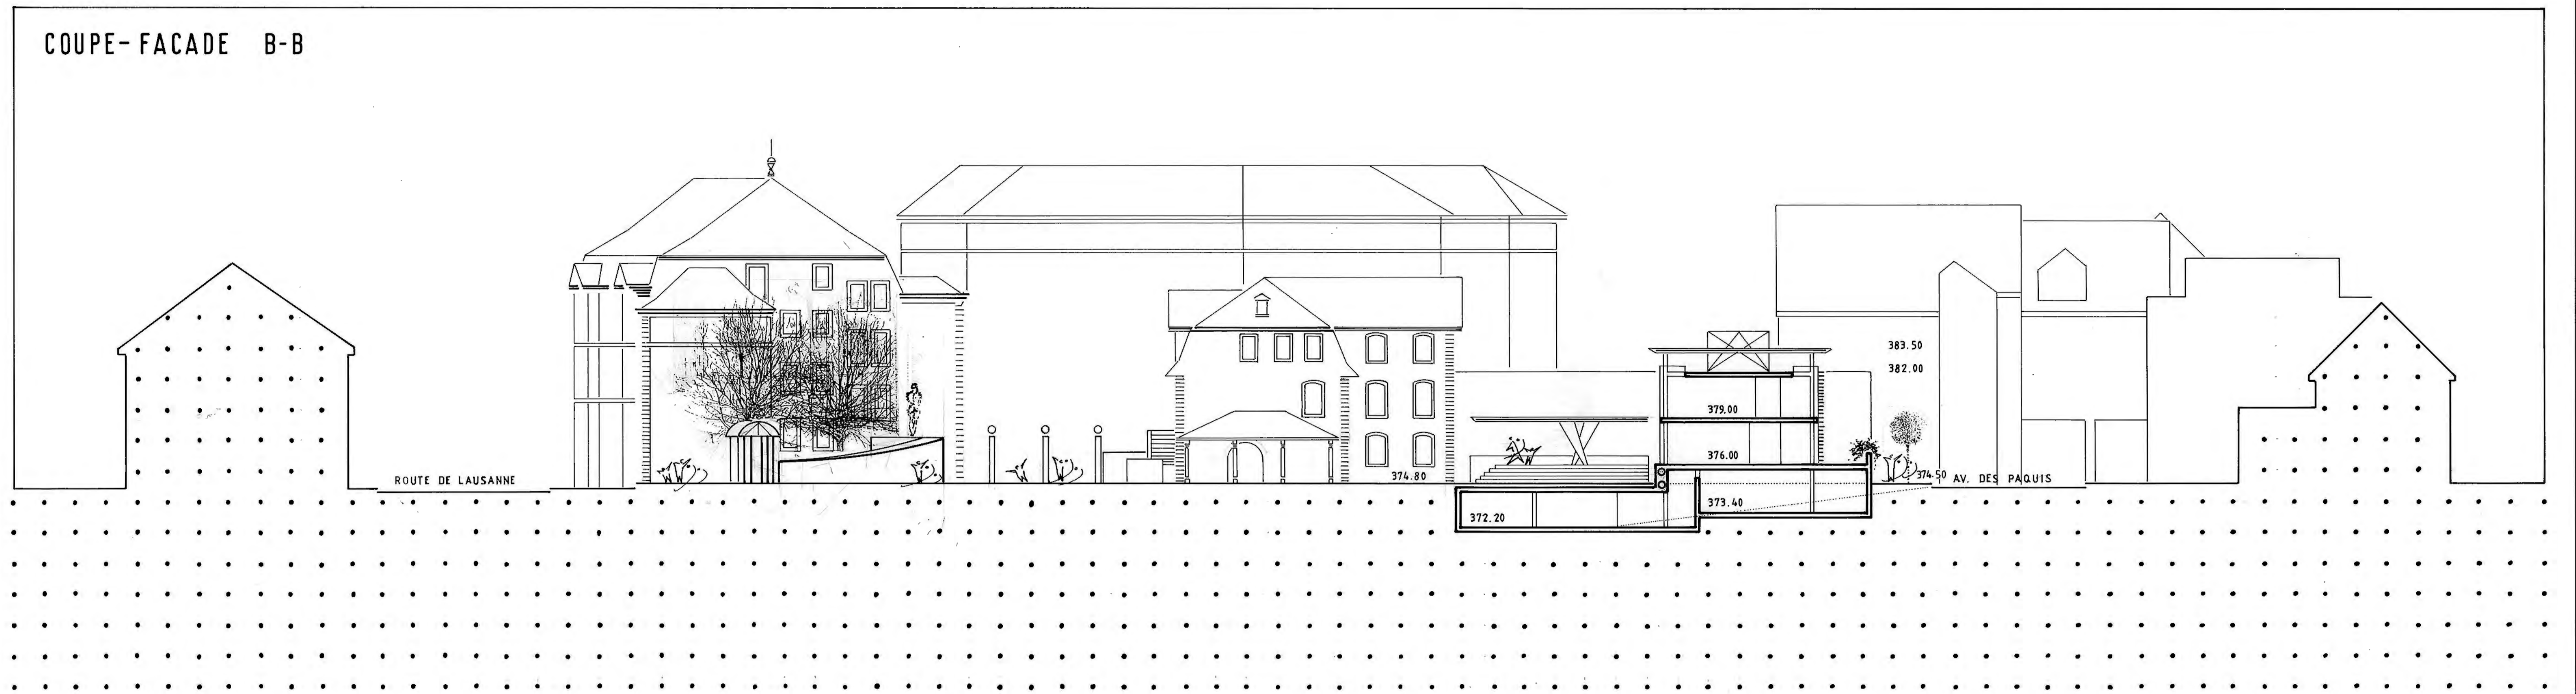 COUPE-FACADE B-B
383.50
382.00
379.00
376.00
374.80
374.50 AV. DES PAQUIS
ROUTE DE LAUSANNE
373.40
372.20